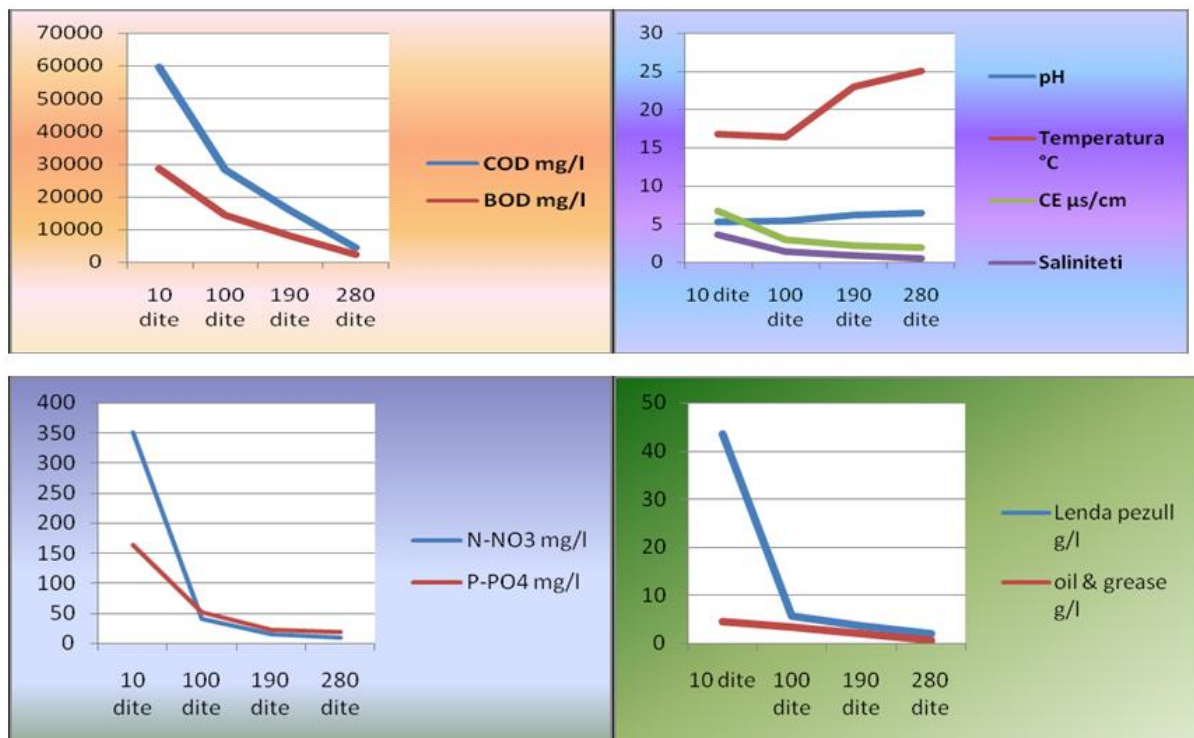 70000
60000
50000
40000
30000
20000
10000
0
10 dite
100 dite
190 dite
280 dite
COD mg/l
BOD mg/l
30
25
20
15
10
5
0
10 dite
100 dite
190 dite
280 dite
pH
Temperatura
°C
CE µs/cm
Saliniteti
400
350
300
250
200
150
100
50
0
10 dite
100 dite
190 dite
280 dite
N-NO3 mg/l
P-PO4 mg/l
50
40
30
20
10
0
10 dite
100 dite
190 dite
280 dite
Lenda pezull
g/l
oil & grease
g/l